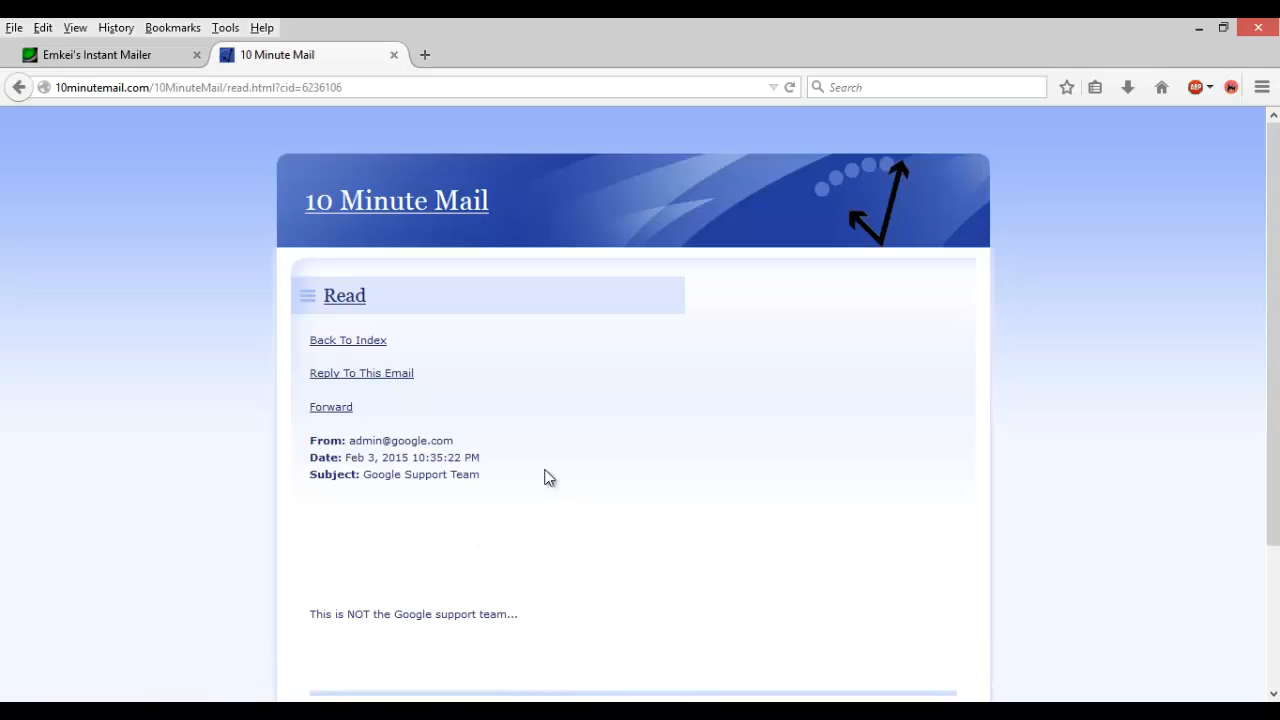 File Edit View History Bookmarks Tools Help
Emkei's Instant Mailer
10 Minute Mail
10minutemail.com/10MinuteMail/read.html?cid=6236106
Search
ABP
10 Minute Mail
Read
Back To Index
Reply To This Email
Forward
From: admin@google.com
Date: Feb 3, 2015 10:35:22 PM
Subject: Google Support Team
This is NOT the Google support team...